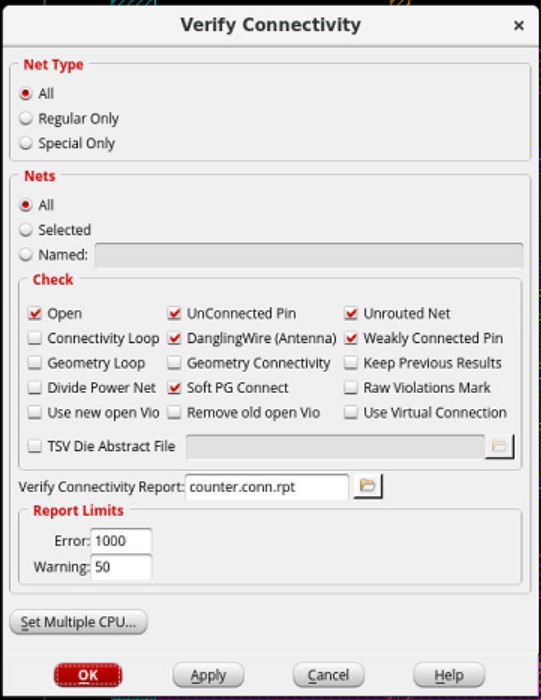 Verify Connectivity ×
Net Type
All
Regular Only
Special Only
Nets
All
Selected
Named:
Check
Open UnConnected Pin Unrouted Net
Connectivity Loop DanglingWire (Antenna) Weakly Connected Pin
Geometry Loop Geometry Connectivity Keep Previous Results
Divide Power Net Soft PG Connect Raw Violations Mark
Use new open Vio Remove old open Vio Use Virtual Connection
TSV Die Abstract File
Verify Connectivity Report: counter.conn.rpt
Report Limits
Error: 1000
Warning: 50
Set Multiple CPU...
OK Apply Cancel Help